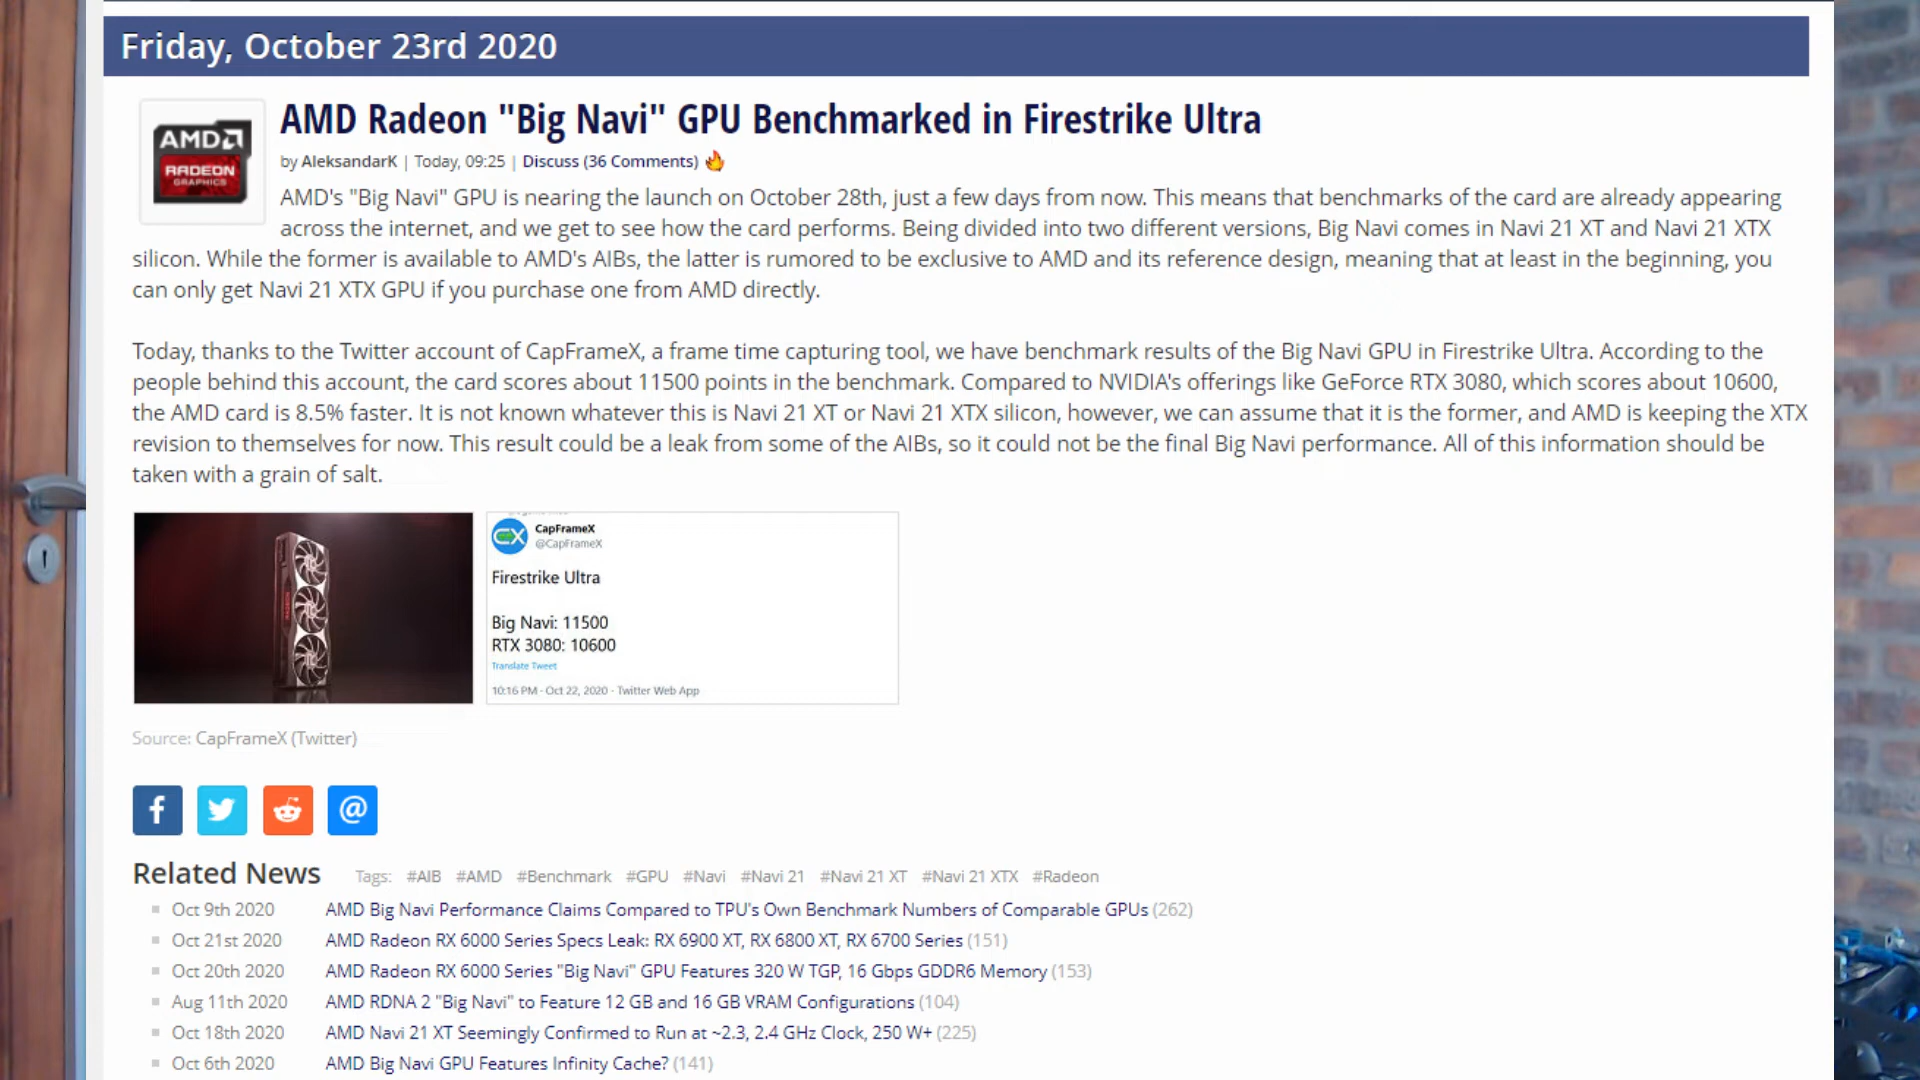 Friday, October 23rd 2020
AMD
RADEON
GRAPHICS
AMD Radeon "Big Navi" GPU Benchmarked in Firestrike Ultra
by AleksandarK | Today, 09:25 | Discuss (36 Comments)
AMD's "Big Navi" GPU is nearing the launch on October 28th, just a few days from now. This means that benchmarks of the card are already appearing
across the internet, and we get to see how the card performs. Being divided into two different versions, Big Navi comes in Navi 21 XT and Navi 21 XTX
silicon. While the former is available to AMD's AIBs, the latter is rumored to be exclusive to AMD and its reference design, meaning that at least in the beginning, you
can only get Navi 21 XTX GPU if you purchase one from AMD directly.
Today, thanks to the Twitter account of CapFrameX, a frame time capturing tool, we have benchmark results of the Big Navi GPU in Firestrike Ultra. According to the
people behind this account, the card scores about 11500 points in the benchmark. Compared to NVIDIA's offerings like GeForce RTX 3080, which scores about 10600,
the AMD card is 8.5% faster. It is not known whatever this is Navi 21 XT or Navi 21 XTX silicon, however, we can assume that it is the former, and AMD is keeping the XTX
revision to themselves for now. This result could be a leak from some of the AIBs, so it could not be the final Big Navi performance. All of this information should be
taken with a grain of salt.
RADEON
CX
CapFrameX
@CapFrameX
Firestrike Ultra
Big Navi: 11500
RTX 3080: 10600
Translate Tweet
10:16 PM · Oct 22, 2020 · Twitter Web App
Source: CapFrameX (Twitter)
Related News Tags: #AIB #AMD #Benchmark #GPU #Navi #Navi 21 #Navi 21 XT #Navi 21 XTX #Radeon
Oct 9th 2020 AMD Big Navi Performance Claims Compared to TPU's Own Benchmark Numbers of Comparable GPUs (262)
Oct 21st 2020 AMD Radeon RX 6000 Series Specs Leak: RX 6900 XT, RX 6800 XT, RX 6700 Series (151)
Oct 20th 2020 AMD Radeon RX 6000 Series "Big Navi" GPU Features 320 W TGP, 16 Gbps GDDR6 Memory (153)
Aug 11th 2020 AMD RDNA 2 "Big Navi" to Feature 12 GB and 16 GB VRAM Configurations (104)
Oct 18th 2020 AMD Navi 21 XT Seemingly Confirmed to Run at ~2.3, 2.4 GHz Clock, 250 W+ (225)
Oct 6th 2020 AMD Big Navi GPU Features Infinity Cache? (141)